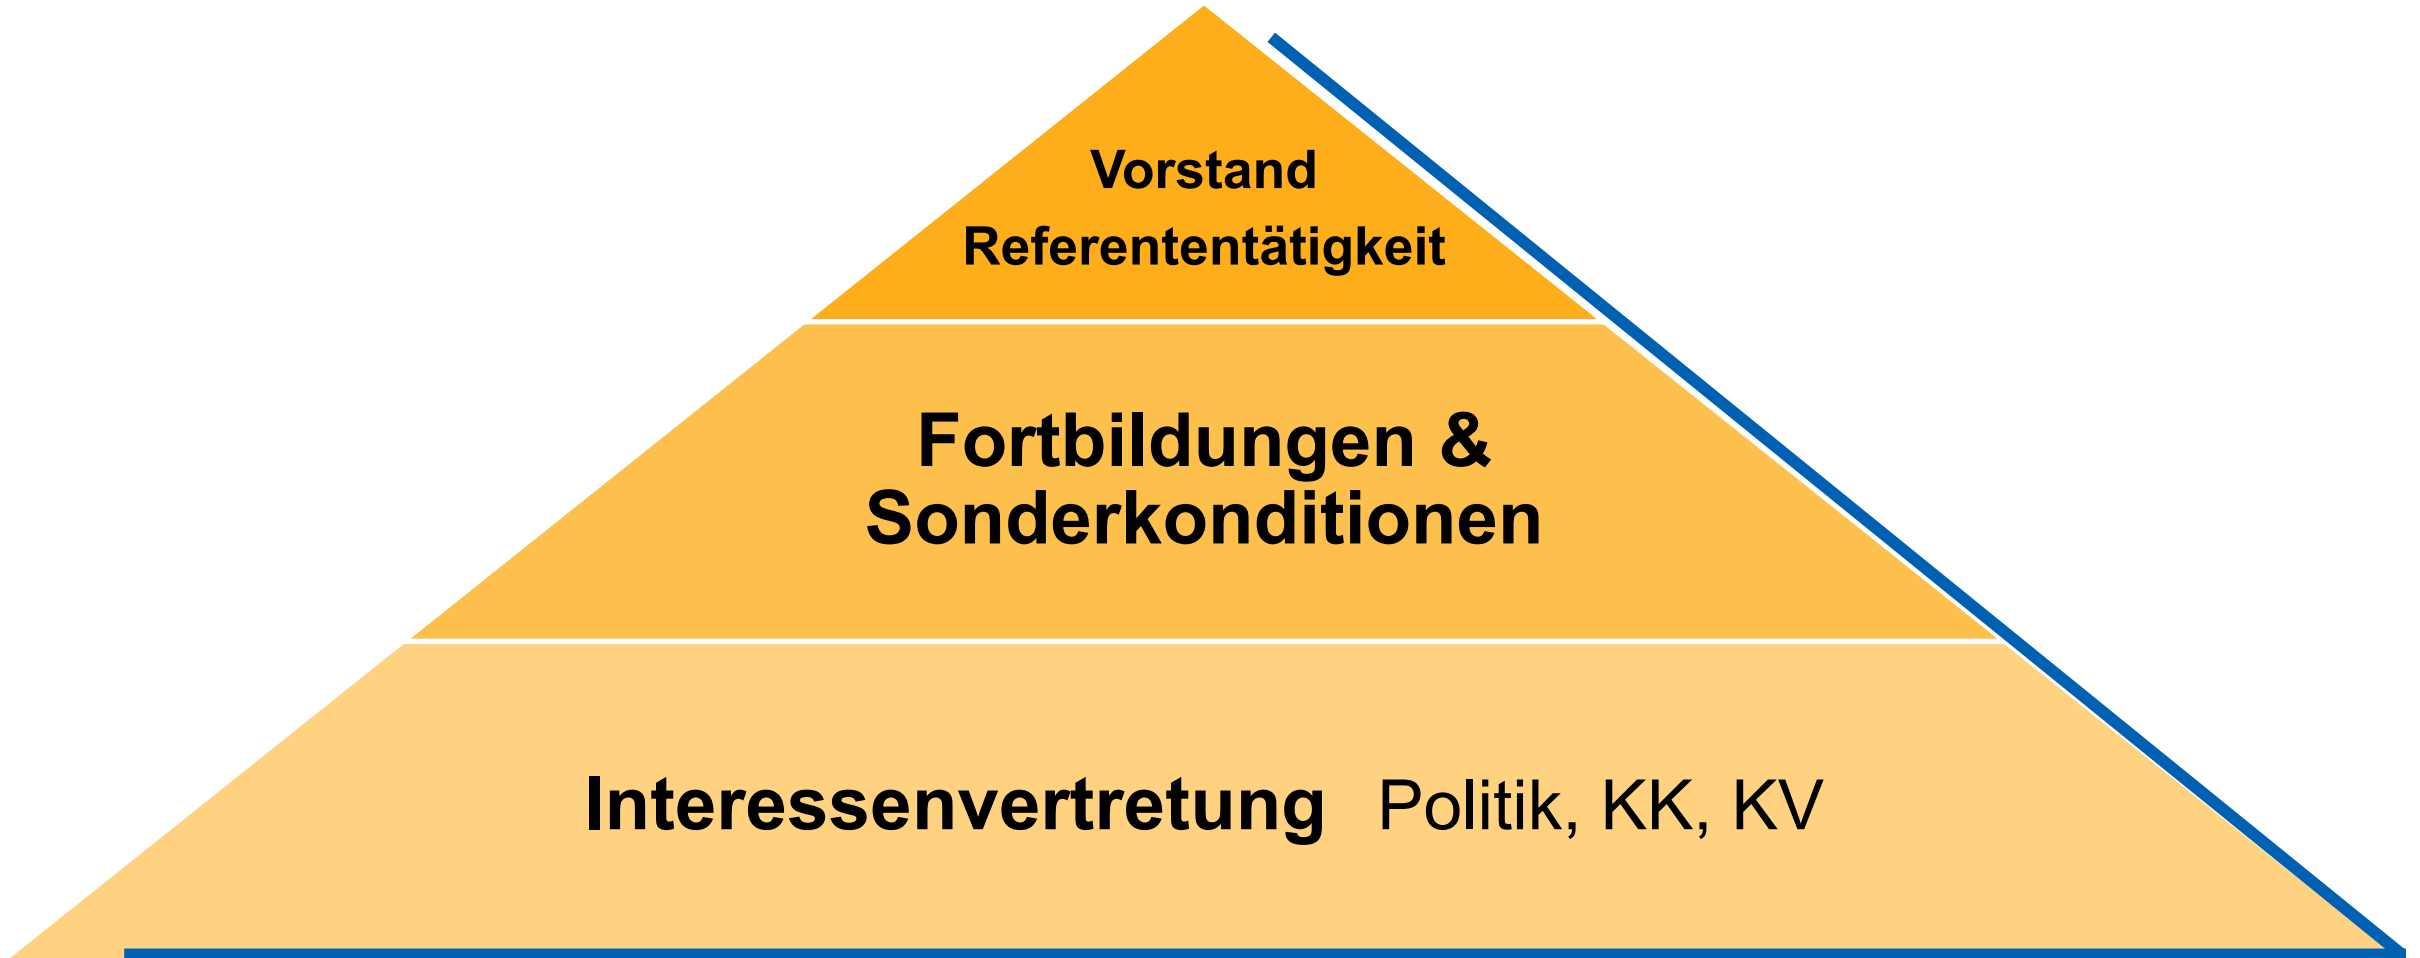 Vorstand
Referententätigkeit
Fortbildungen &
Sonderkonditionen
Interessenvertretung Politik, KK, KV